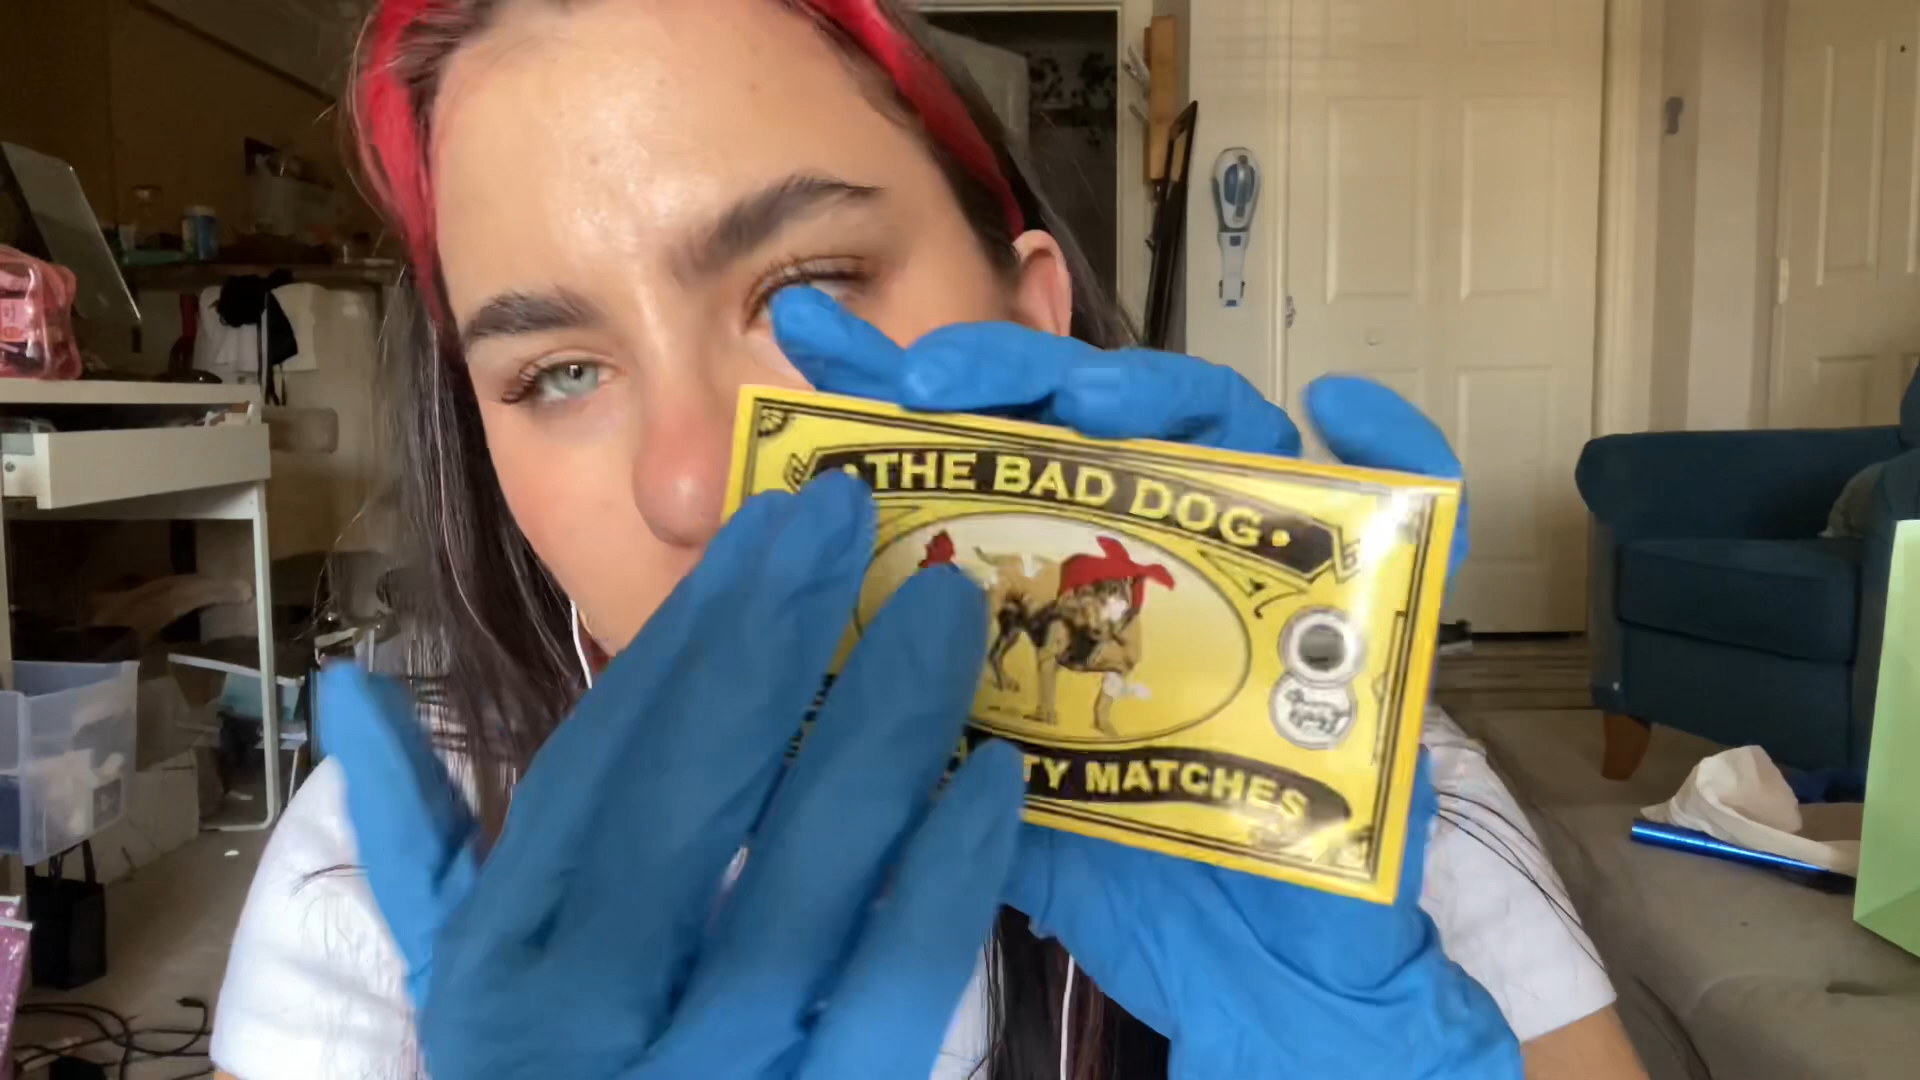 • THE BAD DOG •
TY MATCHES